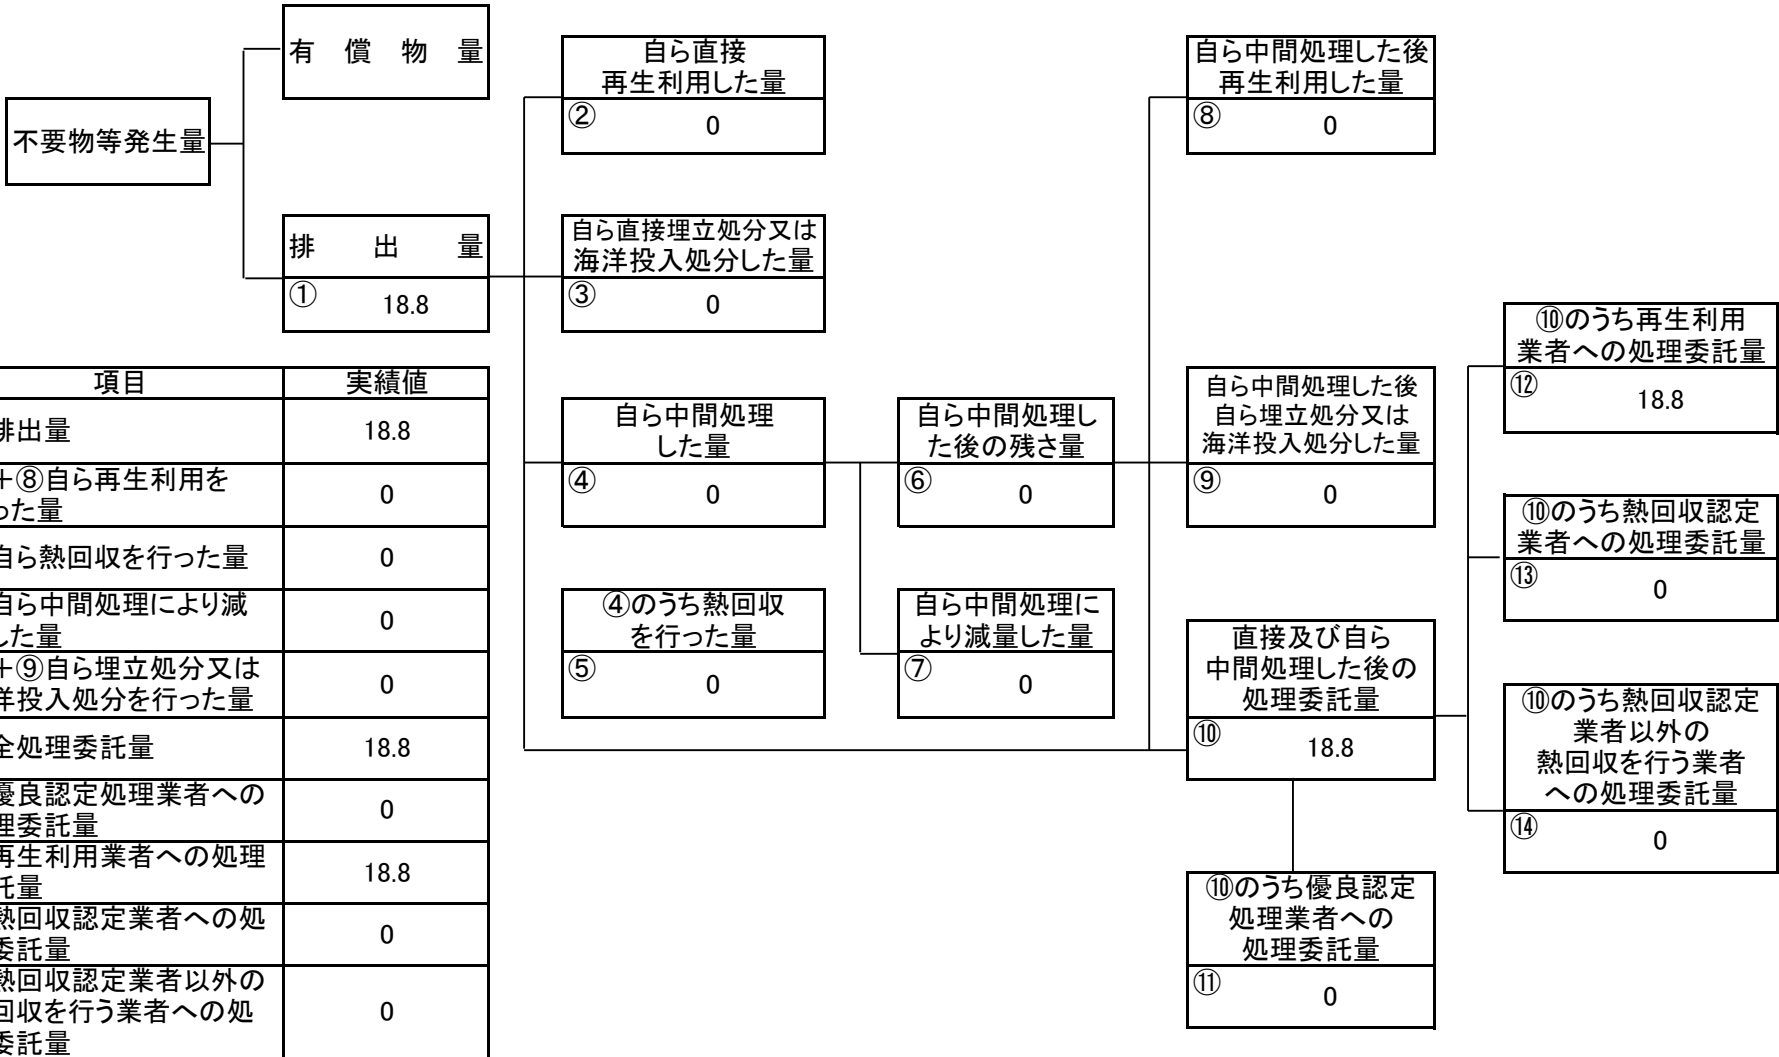 有償物量
不要物等発生量
排出量
① 18.8
自ら直接
再生利用した量
② 0
自ら直接埋立処分又は
海洋投入処分した量
③ 0
自ら中間処理
した量
④ 0
④のうち熱回収
を行った量
⑤ 0
自ら中間処理し
た後の残さ量
⑥ 0
自ら中間処理に
より減量した量
⑦ 0
自ら中間処理した後
再生利用した量
⑧ 0
自ら中間処理した後
自ら埋立処分又は
海洋投入処分した量
⑨ 0
直接及び自ら
中間処理した後の
処理委託量
⑩ 18.8
⑩のうち優良認定
処理業者への
処理委託量
⑪ 0
⑩のうち再生利用
業者への処理委託量
⑫ 18.8
⑩のうち熱回収認定
業者への処理委託量
⑬ 0
⑩のうち熱回収認定
業者以外の
熱回収を行う業者
への処理委託量
⑭ 0
項目 実績値
排出量 18.8
+⑧自ら再生利用を
った量 0
自ら熱回収を行った量 0
自ら中間処理により減
した量 0
+⑨自ら埋立処分又は
洋投入処分を行った量 0
全処理委託量 18.8
優良認定処理業者への
理委託量 0
再生利用業者への処理
託量 18.8
熱回収認定業者への処
委託量 0
熱回収認定業者以外の
回収を行う業者への処
委託量 0